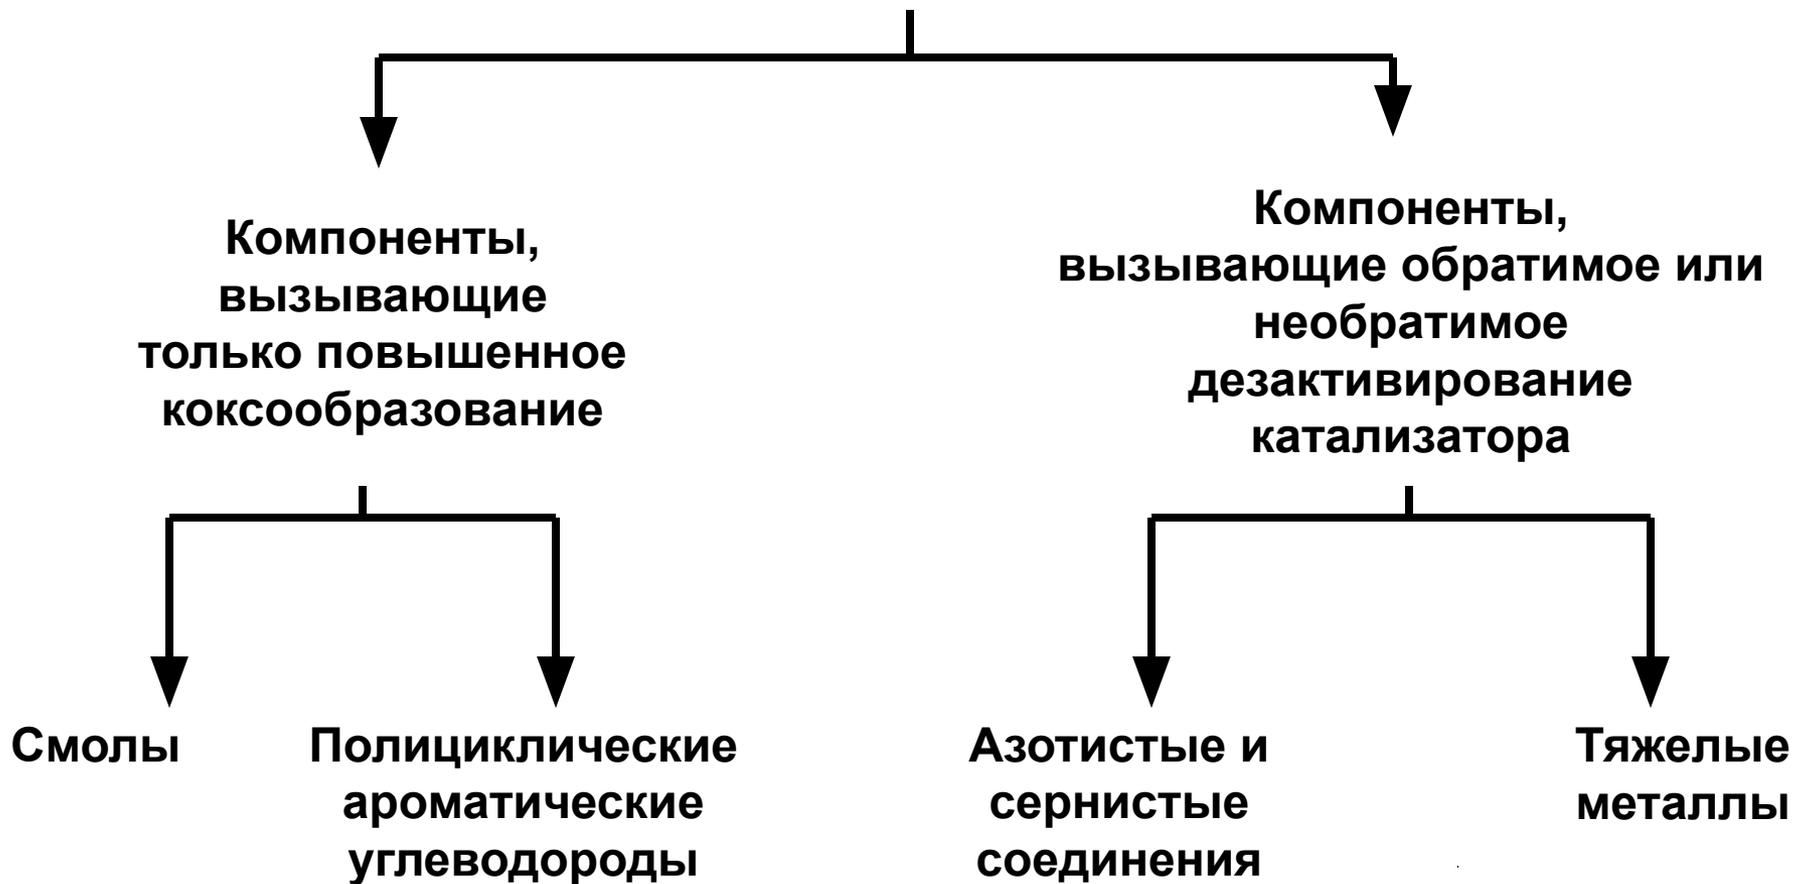 Компоненты,
вызывающие
только повышенное
коксообразование
Компоненты,
вызывающие обратимое или
необратимое
дезактивирование
катализатора
Смолы
Полициклические
ароматические
углеводороды
Азотистые и
сернистые
соединения
Тяжелые
металлы